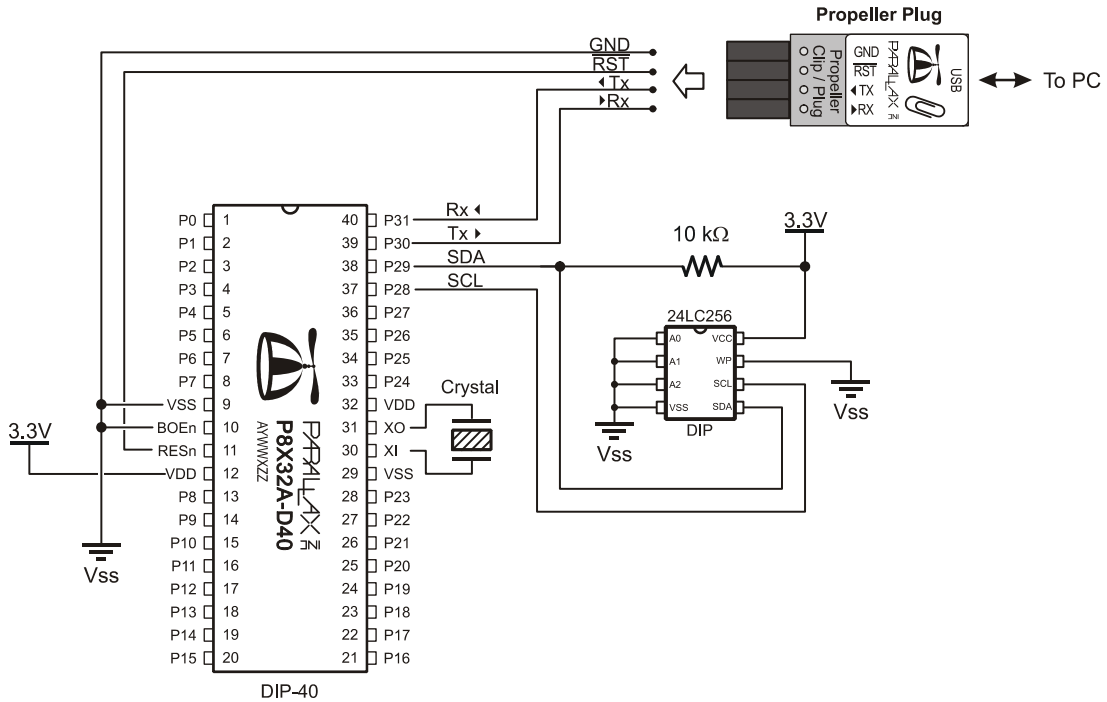 Propeller Plug
GND
RST
◂Tx
▸Rx
Propeller
Clip / Plug
GND
RST
◂TX
▸RX
PARALLAX INC
USB
To PC
Rx ◂
Tx ▸
SDA
SCL
10 kΩ
3.3V
P0 1 40 P31
P1 2 39 P30
P2 3 38 P29
P3 4 37 P28
P4 5 36 P27
P5 6 35 P26
P6 7 34 P25
P7 8 33 P24
VSS 9 32 VDD
BOEn 10 31 XO
RESn 11 30 XI
VDD 12 29 VSS
P8 13 28 P23
P9 14 27 P22
P10 15 26 P21
P11 16 25 P20
P12 17 24 P19
P13 18 23 P18
P14 19 22 P17
P15 20 21 P16
PARALLAX INC
P8X32A-D40
AYWWXZZ
DIP-40
3.3V
Vss
Crystal
24LC256
A0 VCC
A1 WP
A2 SCL
VSS SDA
DIP
Vss
Vss